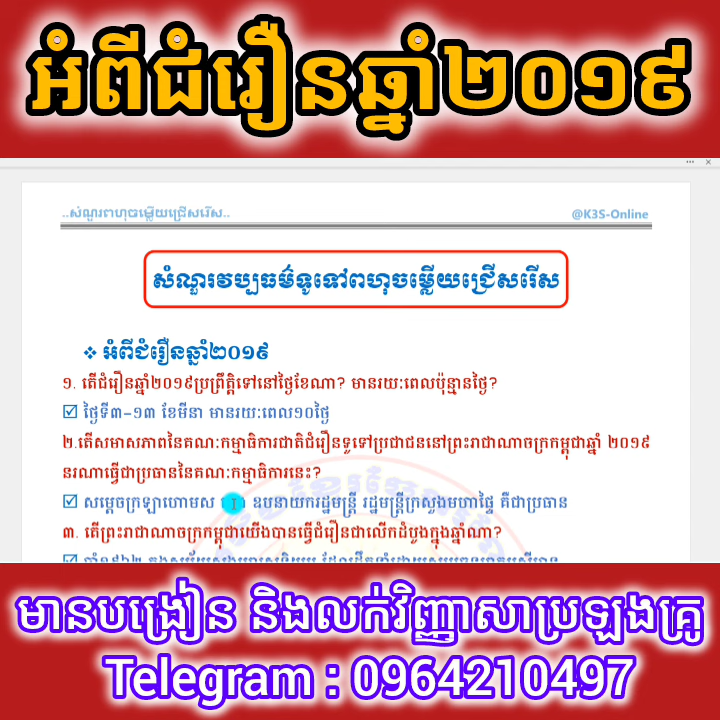 អំពីជំរឿនឆ្នាំ២០១៩
..សំណួរពហុចម្លើយជ្រើសរើស..
@K3S-Online
សំណួរវប្បធម៌ទូទៅពហុចម្លើយជ្រើសរើស
❖ អំពីជំរឿនឆ្នាំ២០១៩
១. តើជំរឿនឆ្នាំ២០១៩ប្រព្រឹត្តិទៅនៅថ្ងៃខែណា? មានរយៈពេលប៉ុន្មានថ្ងៃ?
☑ ថ្ងៃទី៣-១៣ ខែមីនា មានរយៈពេល១០ថ្ងៃ
២.តើសមាសភាពនៃគណៈកម្មាធិការជាតិជំរឿនទូទៅប្រជាជននៅព្រះរាជាណាចក្រកម្ពុជាឆ្នាំ ២០១៩
នរណាធ្វើជាប្រធាននៃគណៈកម្មាធិការនេះ?
☑ សម្តេចក្រឡាហោមស ឧបនាយករដ្ឋមន្ត្រី រដ្ឋមន្ត្រីក្រសួងមហាផ្ទៃ គឺជាប្រធាន
៣. តើព្រះរាជាណាចក្រកម្ពុជាយើងបានធ្វើជំរឿនជាលើកដំបូងក្នុងឆ្នាំណា?
មានបង្រៀន និងលក់វិញ្ញាសាប្រឡងគ្រូ
Telegram : 0964210497